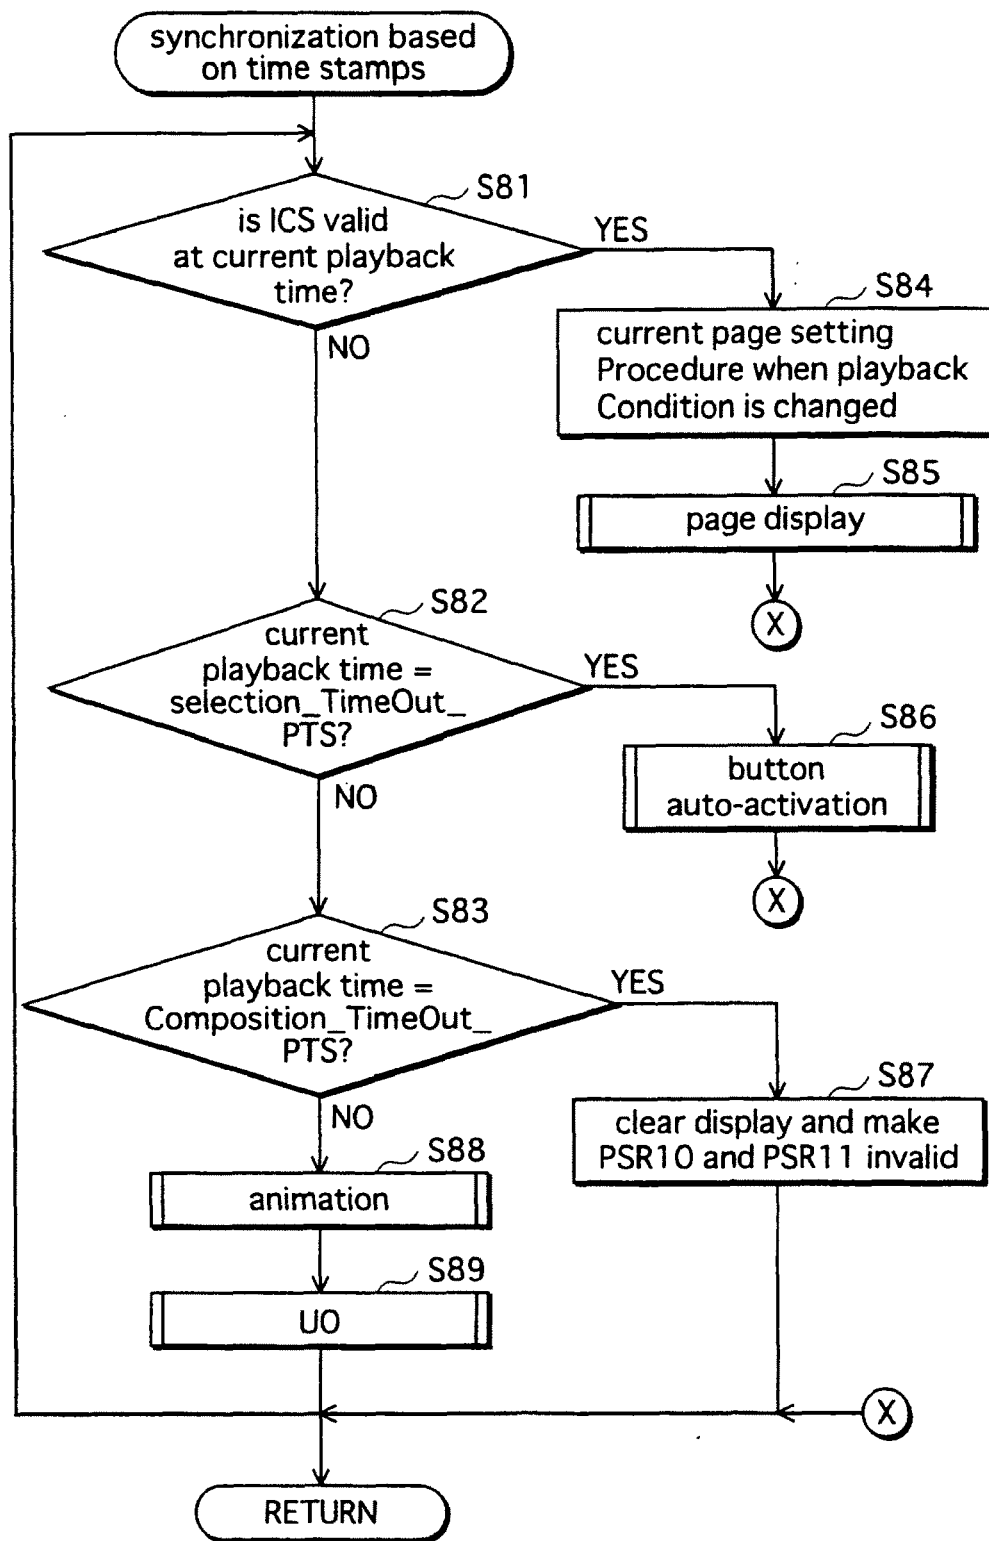 synchronization based
on time stamps
S81
is ICS valid
at current playback
time?
YES
NO
S84
current page setting
Procedure when playback
Condition is changed
S85
page display
X
S82
current
playback time =
selection_TimeOut_
PTS?
YES
NO
S86
button
auto-activation
X
S83
current
playback time =
Composition_TimeOut_
PTS?
YES
NO
S87
clear display and make
PSR10 and PSR11 invalid
S88
animation
S89
UO
X
RETURN